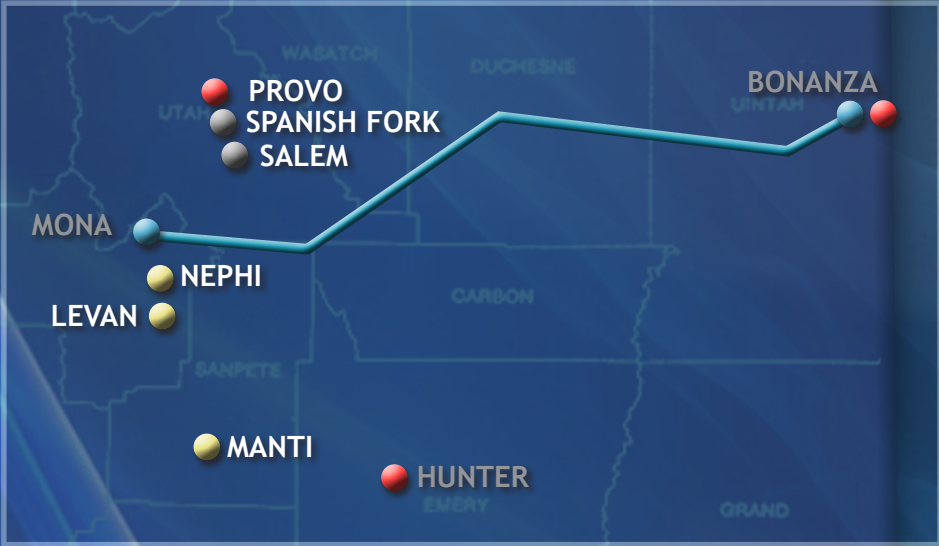 WASATCH
DUCHESNE
BONANZA
PROVO
UINTAH
UTAH
SPANISH FORK
SALEM
MONA
NEPHI
CARSON
LEVAN
SANPETE
MANTI
HUNTER
EMERY
GRAND